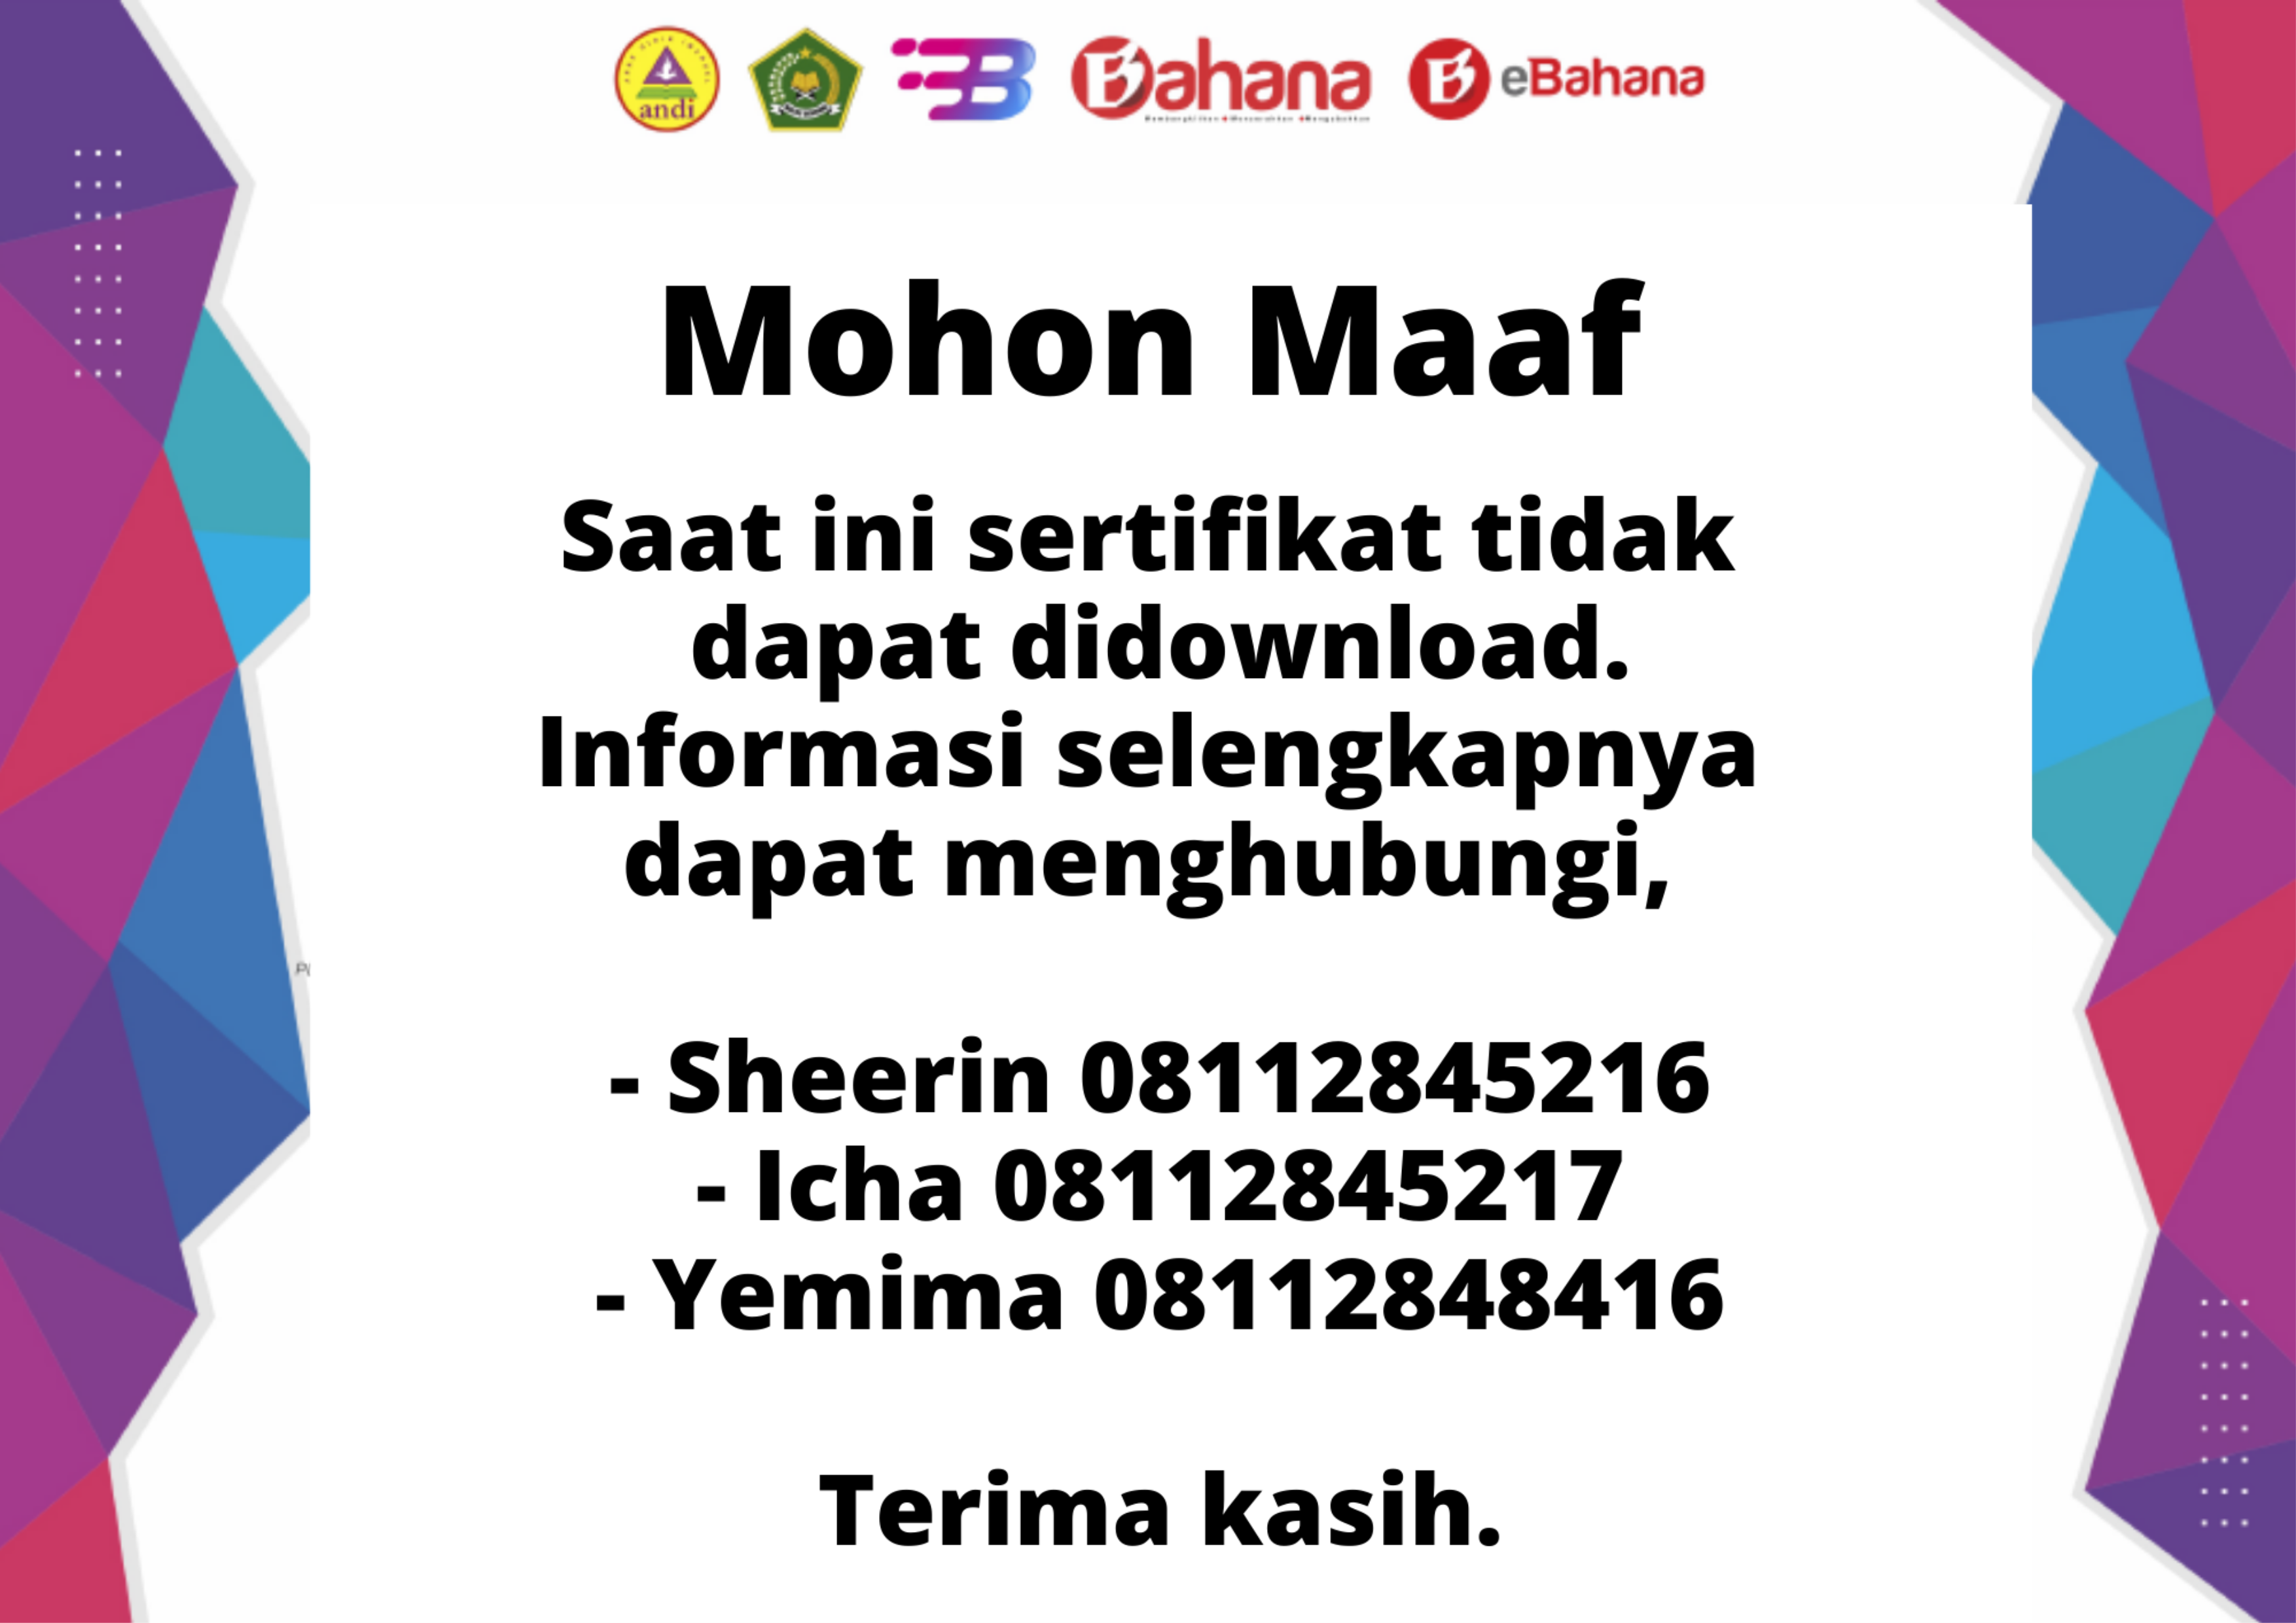 andi
Bahana
eBahana
Mohon Maaf
Saat ini sertifikat tidak
dapat didownload.
Informasi selengkapnya
dapat menghubungi,
- Sheerin 08112845216
- Icha 08112845217
- Yemima 08112848416
Terima kasih.